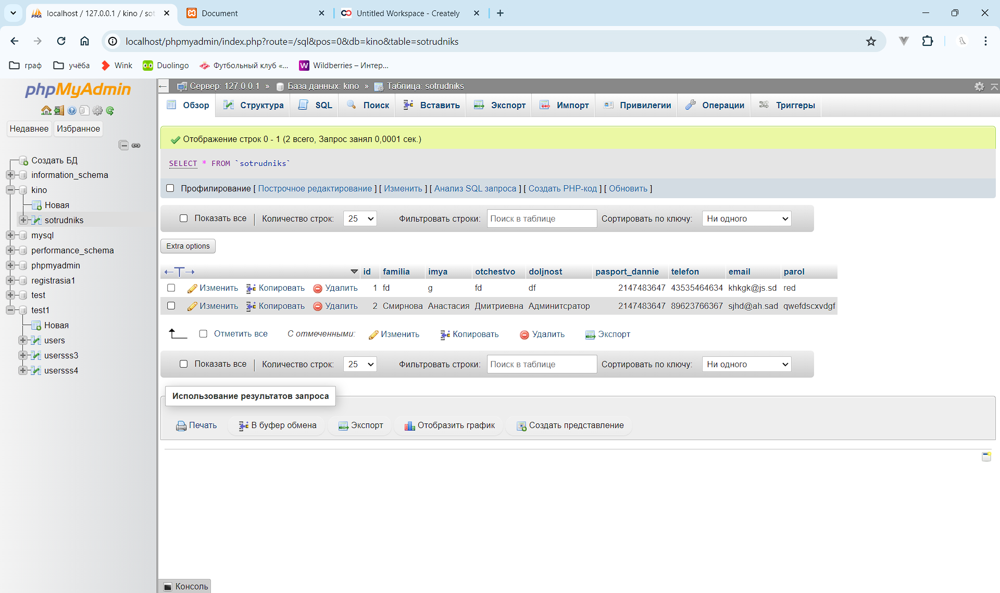 localhost / 127.0.0.1 / kino / sot
Document
Untitled Workspace - Creately
localhost/phpmyadmin/index.php?route=/sql&pos=0&db=kino&table=sotrudniks
граф
учёба
Wink
Duolingo
Футбольный клуб «...
Wildberries – Интер...
phpMyAdmin
Недавнее
Избранное
Создать БД
information_schema
kino
Новая
sotrudniks
mysql
performance_schema
phpmyadmin
registrasia1
test
test1
Новая
users
usersss3
usersss4
Сервер: 127.0.0.1 » База данных: kino » Таблица: sotrudniks
Обзор Структура SQL Поиск Вставить Экспорт Импорт Привилегии Операции Триггеры
Отображение строк 0 - 1 (2 всего, Запрос занял 0,0001 сек.)
SELECT * FROM `sotrudniks`
Профилирование [ Построчное редактирование ] [ Изменить ] [ Анализ SQL запроса ] [ Создать PHP-код ] [ Обновить ]
Показать все Количество строк: 25 Фильтровать строки: Поиск в таблице Сортировать по ключу: Ни одного
Extra options
id familia imya otchestvo doljnost pasport_dannie telefon email parol
Изменить Копировать Удалить 1 fd g fd df 2147483647 43535464634 khkgk@js.sd red
Изменить Копировать Удалить 2 Смирнова Анастасия Дмитриевна Админитсратор 2147483647 89623766367 sjhd@ah.sad qwefdscxvdgf
Отметить все С отмеченными: Изменить Копировать Удалить Экспорт
Показать все Количество строк: 25 Фильтровать строки: Поиск в таблице Сортировать по ключу: Ни одного
Использование результатов запроса
Печать В буфер обмена Экспорт Отобразить график Создать представление
Консоль